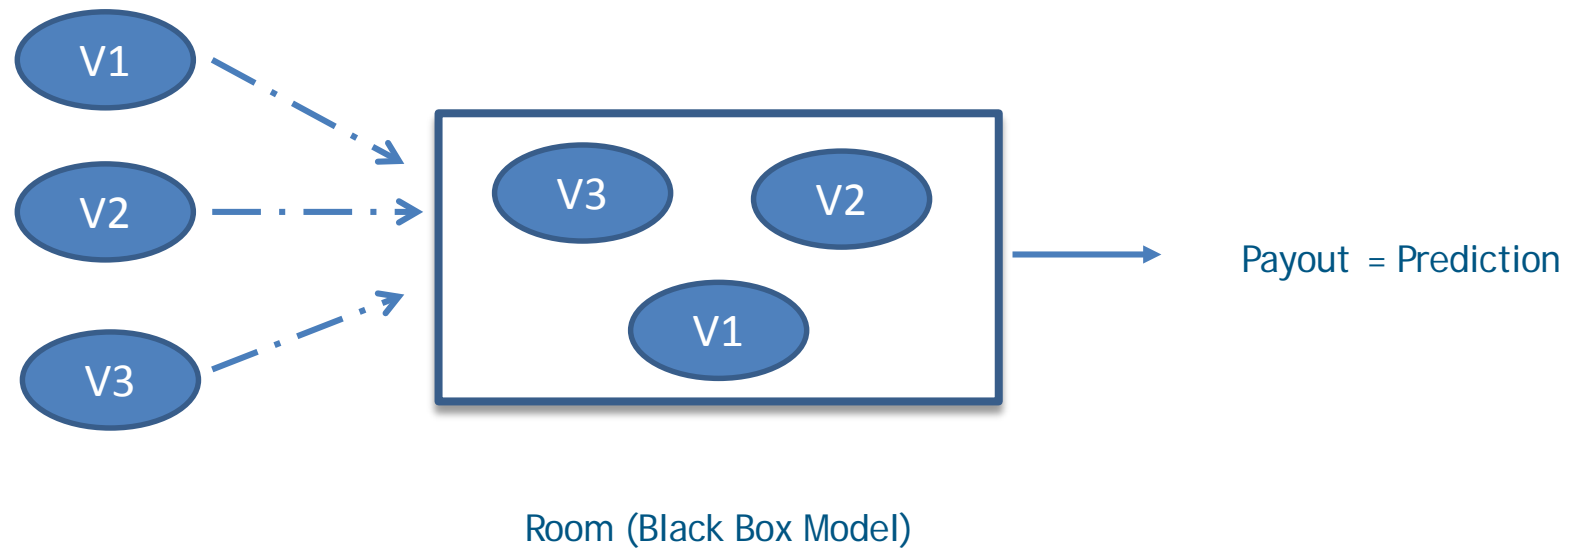 V1
V2
V3
V3
V2
V1
Payout = Prediction
Room (Black Box Model)